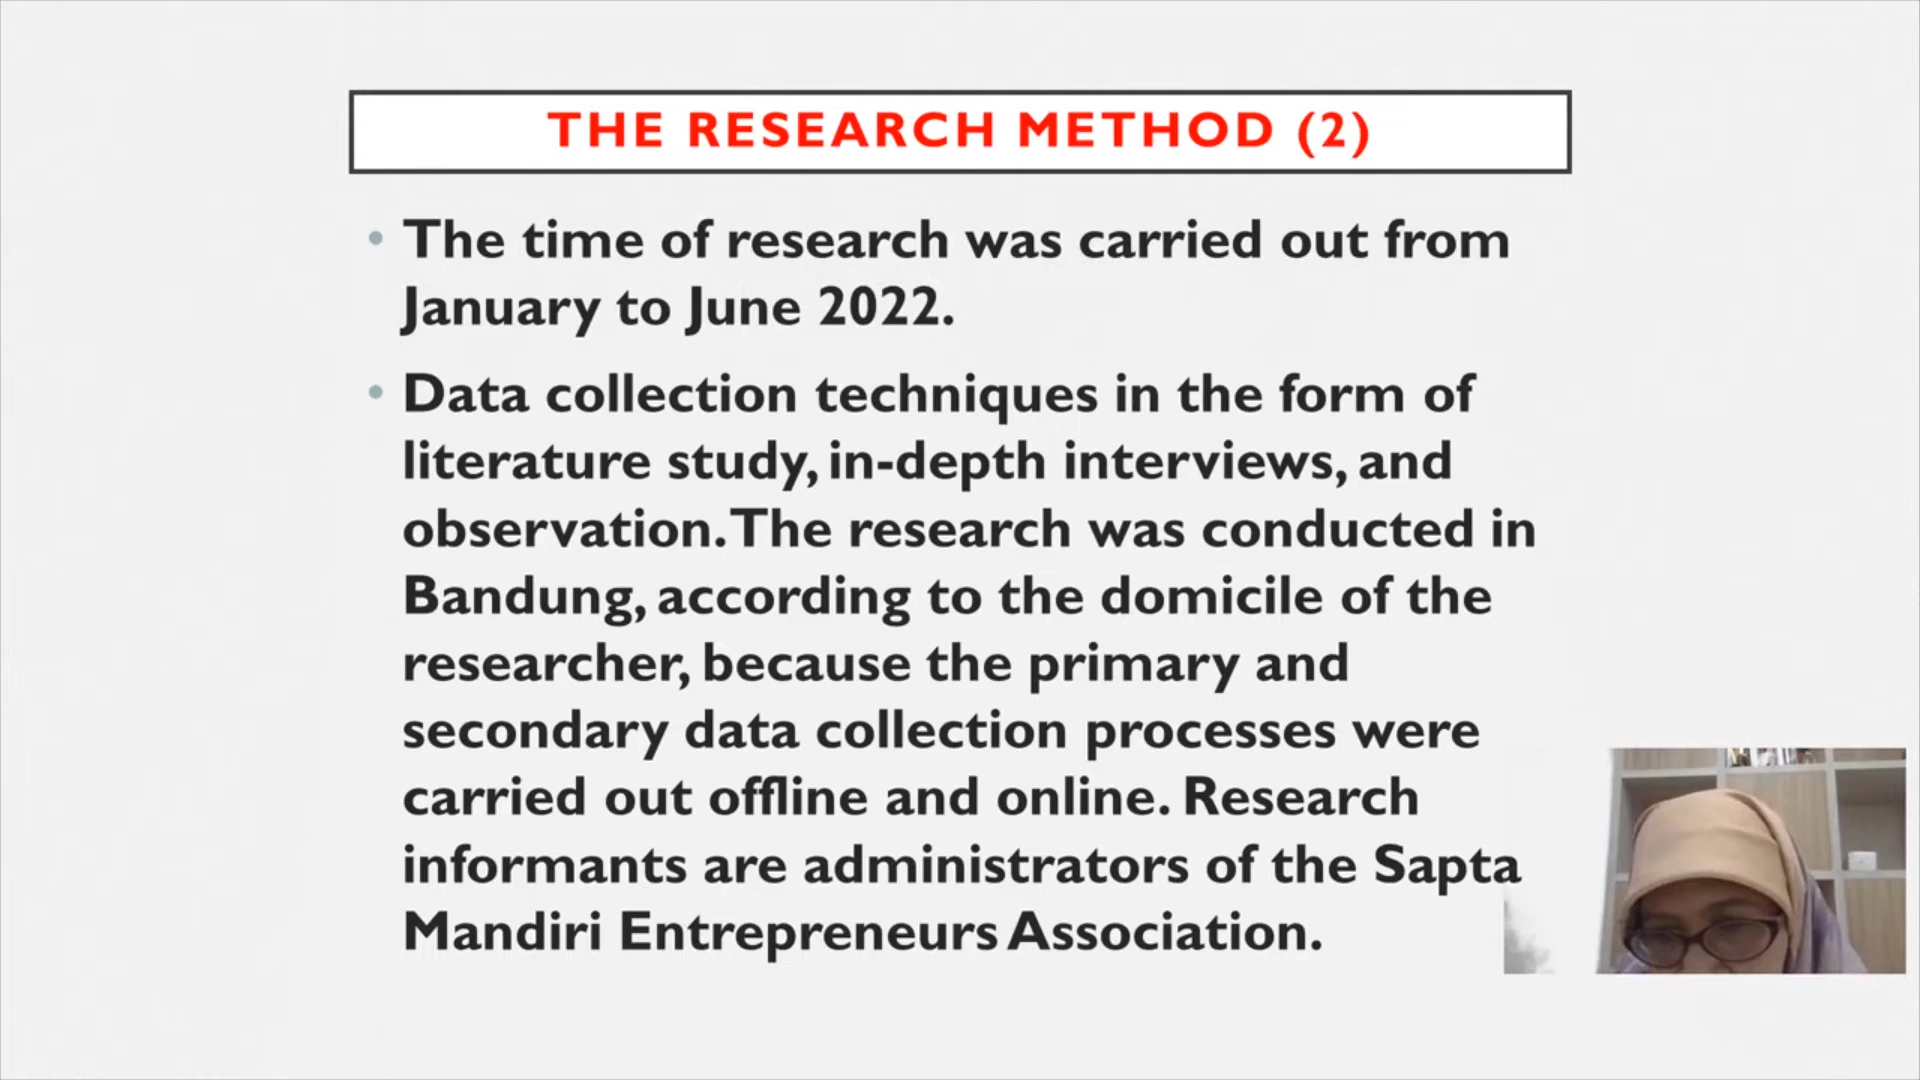 THE RESEARCH METHOD (2)
• The time of research was carried out from
January to June 2022.
• Data collection techniques in the form of
literature study, in-depth interviews, and
observation. The research was conducted in
Bandung, according to the domicile of the
researcher, because the primary and
secondary data collection processes were
carried out offline and online. Research
informants are administrators of the Sapta
Mandiri Entrepreneurs Association.